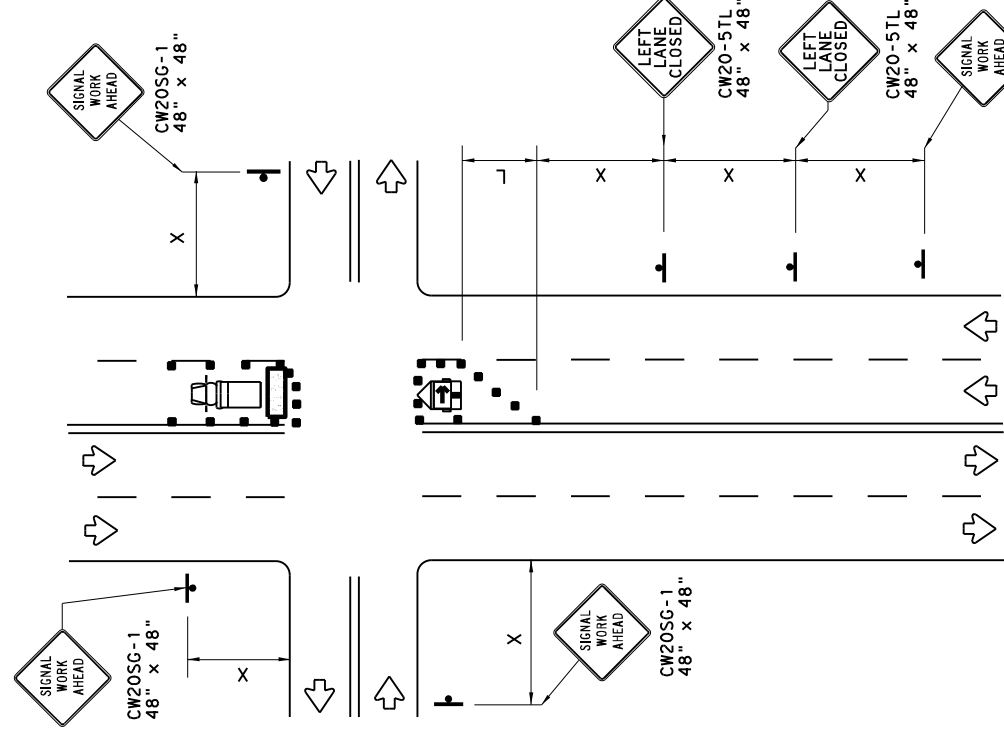 SIGNAL
WORK
AHEAD
CW20SG-1
48" x 48"
LEFT
LANE
CLOSED
CW20-5TL
48" x 48"
LEFT
LANE
CLOSED
CW20-5TL
48" x 48"
SIGNAL
WORK
AHEAD
X
L
X
X
X
SIGNAL
WORK
AHEAD
CW20SG-1
48" x 48"
X
X
SIGNAL
WORK
AHEAD
CW20SG-1
48" x 48"